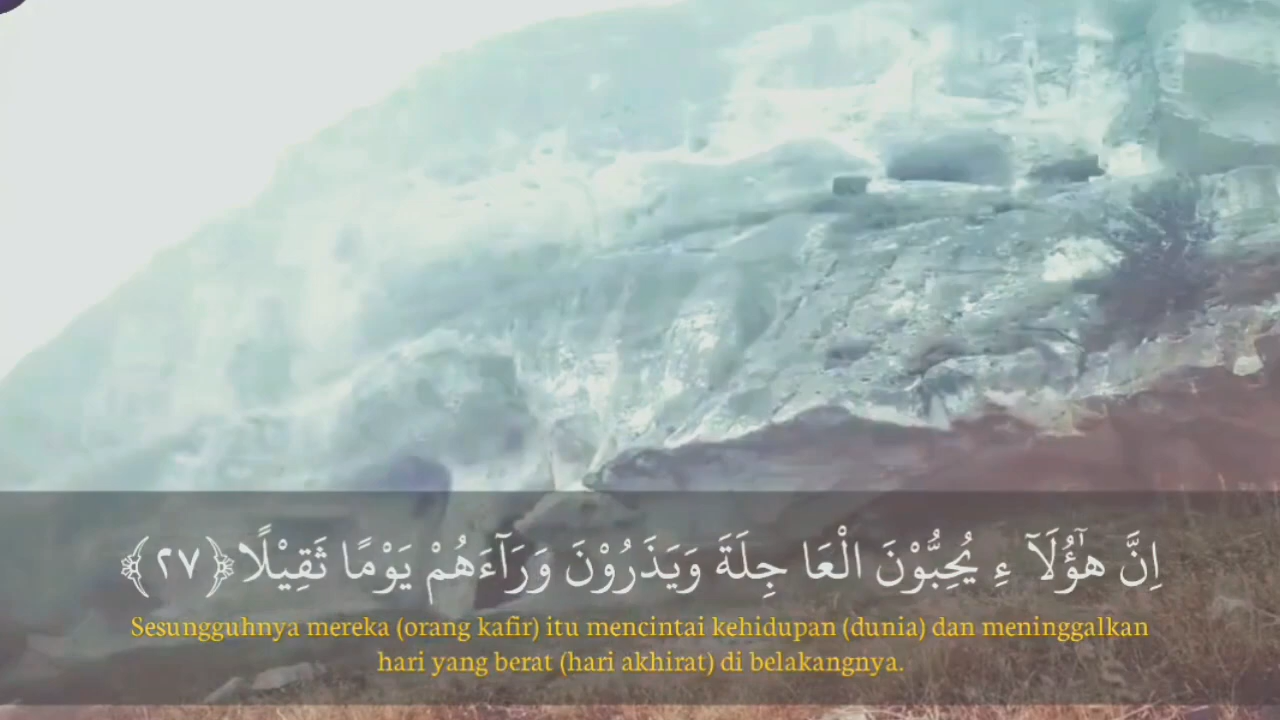 اِنَّ هٰٓؤُلَآ ءِ يُحِبُّوْنَ الْعَا جِلَةَ وَيَذَرُوْنَ وَرَآءَهُمْ يَوْمًا ثَقِيْلًا ﴿٢٧﴾
Sesungguhnya mereka (orang kafir) itu mencintai kehidupan (dunia) dan meninggalkan
hari yang berat (hari akhirat) di belakangnya.